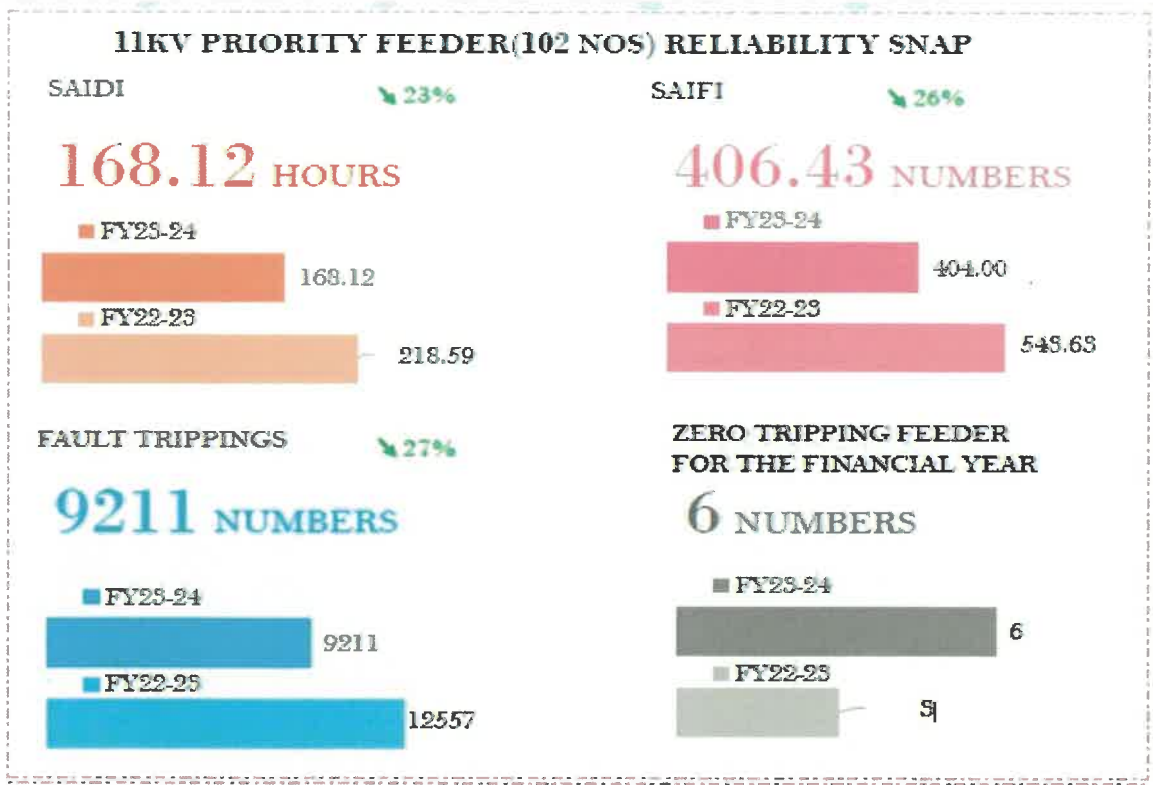 11KV PRIORITY FEEDER(102 NOS) RELIABILITY SNAP
SAIDI
23%
168.12 HOURS
FY23-24
168.12
FY22-23
218.59
SAIFI
26%
406.43 NUMBERS
FY23-24
404.00
FY22-23
543.63
FAULT TRIPPINGS
27%
9211 NUMBERS
FY23-24
9211
FY22-23
12557
ZERO TRIPPING FEEDER
FOR THE FINANCIAL YEAR
6 NUMBERS
FY23-24
6
FY22-23
3